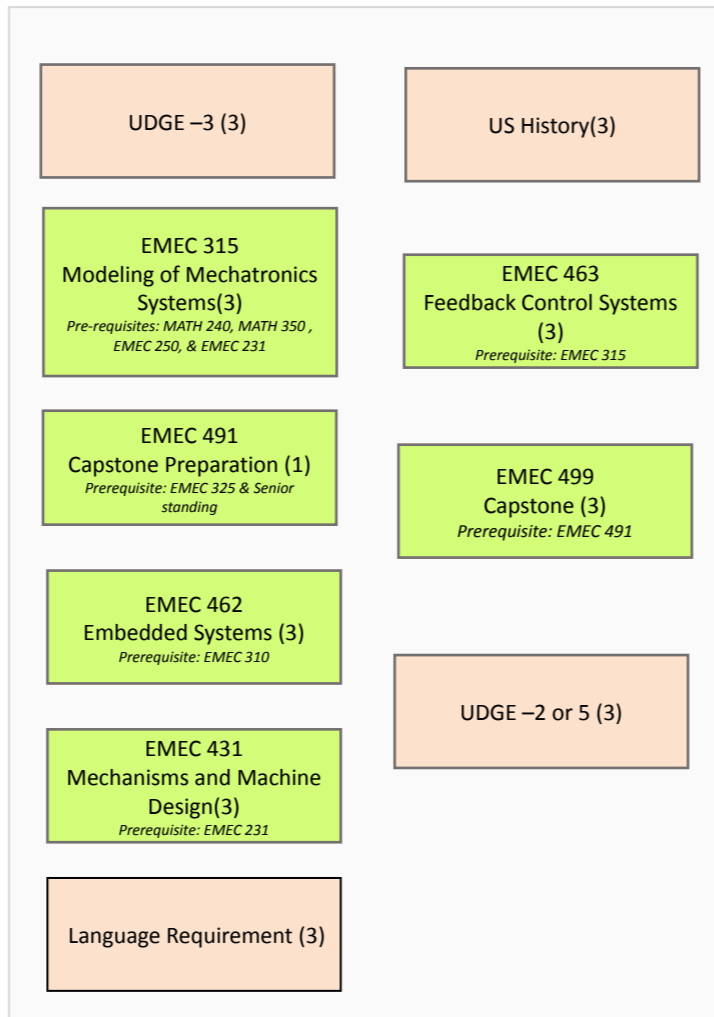 UDGE –3 (3)
EMEC 315
Modeling of Mechatronics
Systems(3)
Pre-requisites: MATH 240, MATH 350 ,
EMEC 250, & EMEC 231
EMEC 491
Capstone Preparation (1)
Prerequisite: EMEC 325 & Senior
standing
EMEC 462
Embedded Systems (3)
Prerequisite: EMEC 310
EMEC 431
Mechanisms and Machine
Design(3)
Prerequisite: EMEC 231
Language Requirement (3)
US History(3)
EMEC 463
Feedback Control Systems
(3)
Prerequisite: EMEC 315
EMEC 499
Capstone (3)
Prerequisite: EMEC 491
UDGE –2 or 5 (3)